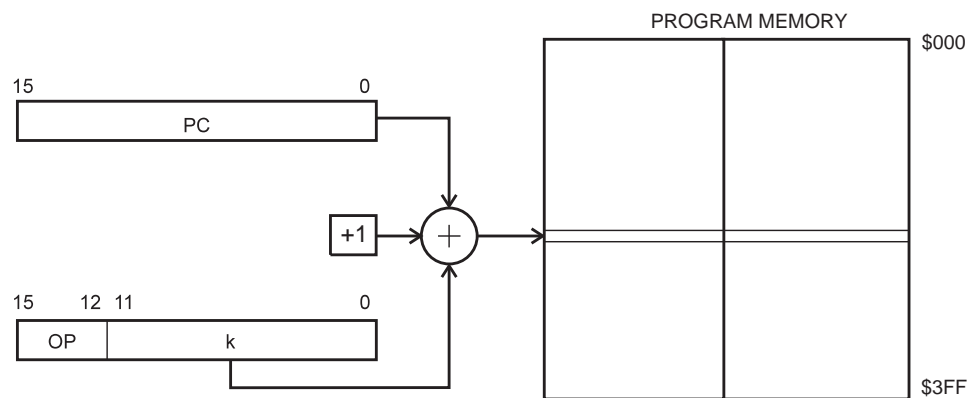 PROGRAM MEMORY
$000
15 0
PC
+1
15 12 11 0
OP k
$3FF